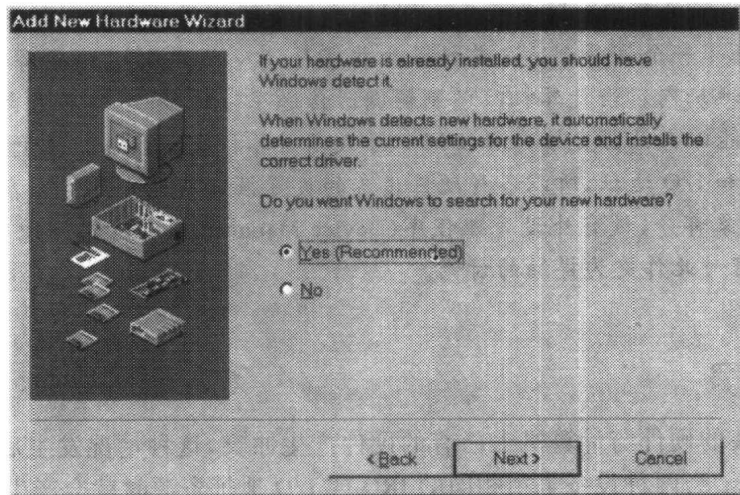 Add New Hardware Wizard
If your hardware is already installed, you should have
Windows detect it.
When Windows detects new hardware, it automatically
determines the current settings for the device and installs the
correct driver.
Do you want Windows to search for your new hardware?
Yes (Recommended)
No
< Back
Next >
Cancel